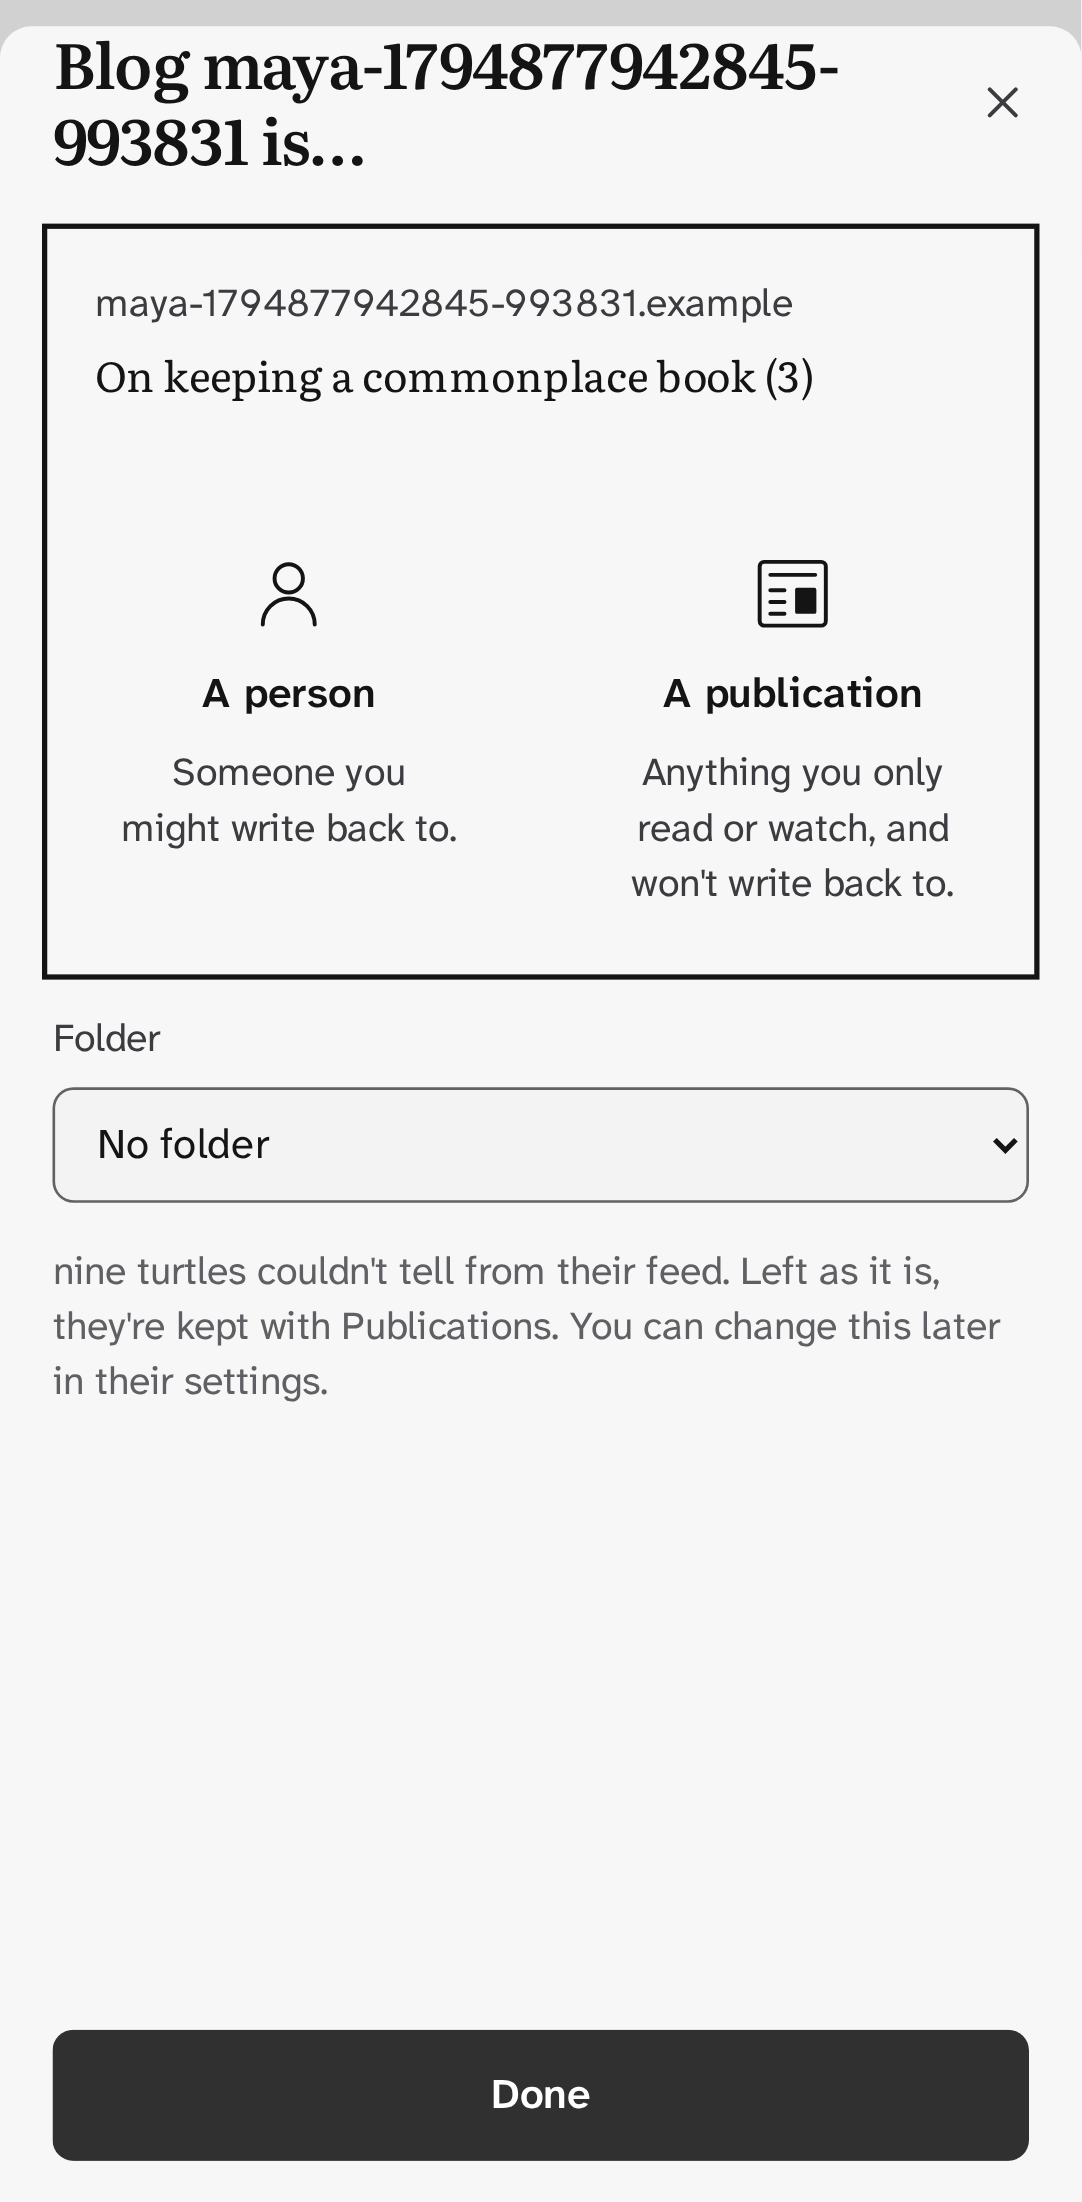 Blog maya-1794877942845-
993831 is...
maya-1794877942845-993831.example
On keeping a commonplace book (3)
A person
Someone you
might write back to.
A publication
Anything you only
read or watch, and
won't write back to.
Folder
No folder
nine turtles couldn't tell from their feed. Left as it is,
they're kept with Publications. You can change this later
in their settings.
Done